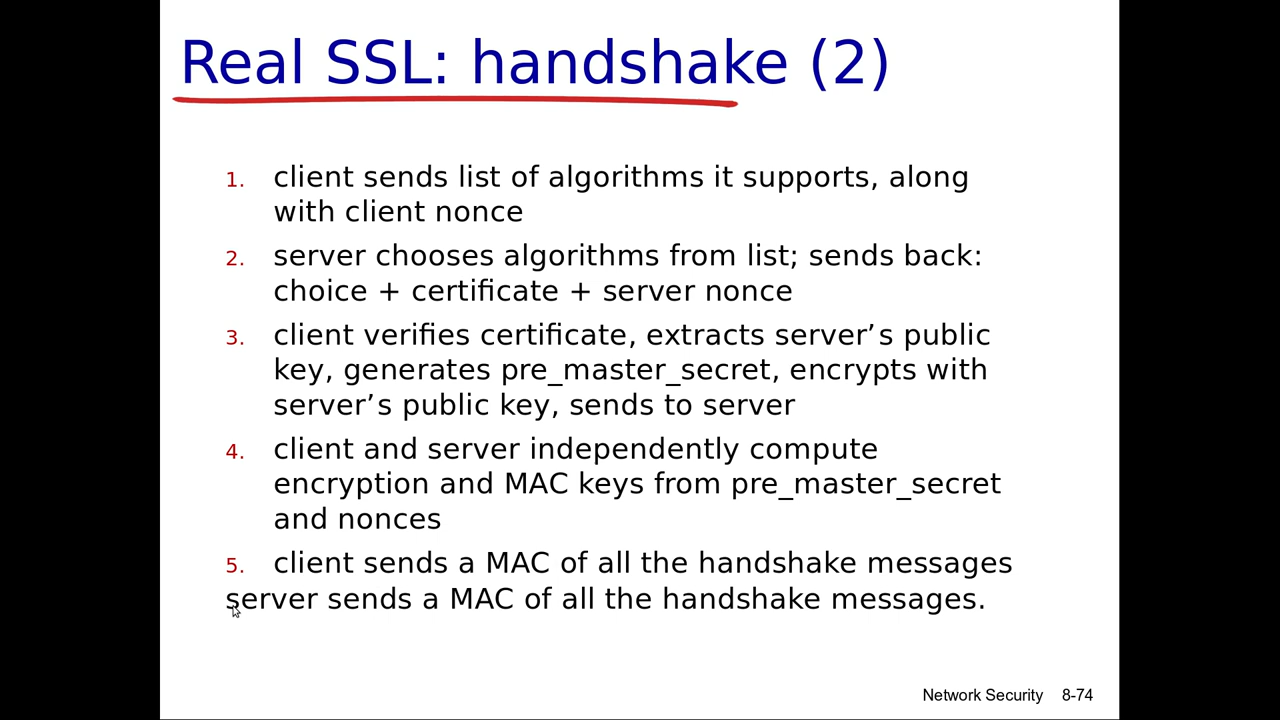 Real SSL: handshake (2)
1. client sends list of algorithms it supports, along
with client nonce
2. server chooses algorithms from list; sends back:
choice + certificate + server nonce
3. client verifies certificate, extracts server’s public
key, generates pre_master_secret, encrypts with
server’s public key, sends to server
4. client and server independently compute
encryption and MAC keys from pre_master_secret
and nonces
5. client sends a MAC of all the handshake messages
server sends a MAC of all the handshake messages.
Network Security 8-74